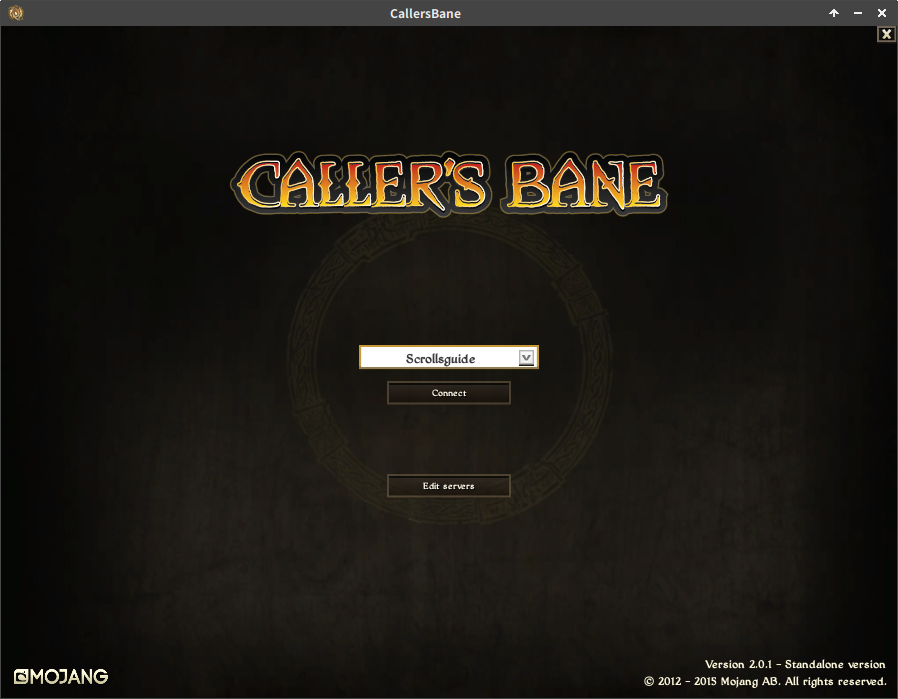 CallersBane
CALLER'S BANE
Scrollsguide
Connect
Edit servers
MOJANG
Version 2.0.1 - Standalone version
© 2012 - 2015 Mojang AB. All rights reserved.